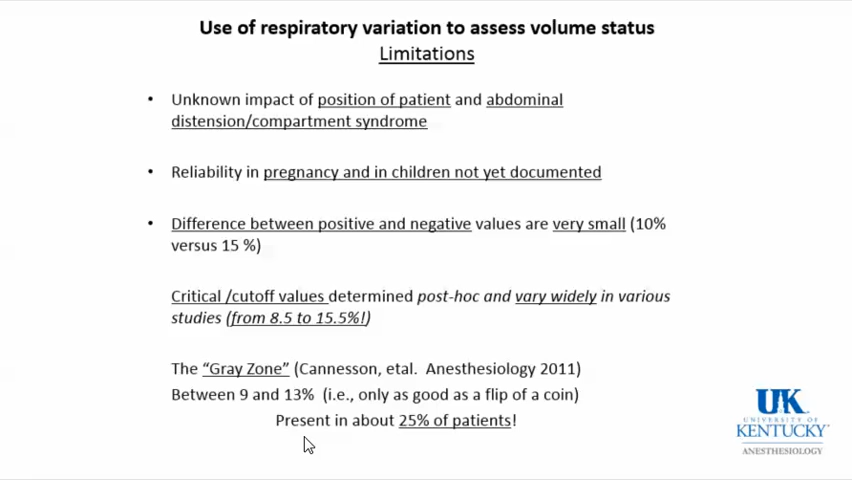 Use of respiratory variation to assess volume status
Limitations
• Unknown impact of position of patient and abdominal
distension/compartment syndrome
• Reliability in pregnancy and in children not yet documented
• Difference between positive and negative values are very small (10%
versus 15 %)
Critical /cutoff values determined post-hoc and vary widely in various
studies (from 8.5 to 15.5%!)
The “Gray Zone” (Cannesson, etal. Anesthesiology 2011)
Between 9 and 13% (i.e., only as good as a flip of a coin)
Present in about 25% of patients!
UK
UNIVERSITY OF
KENTUCKY
ANESTHESIOLOGY